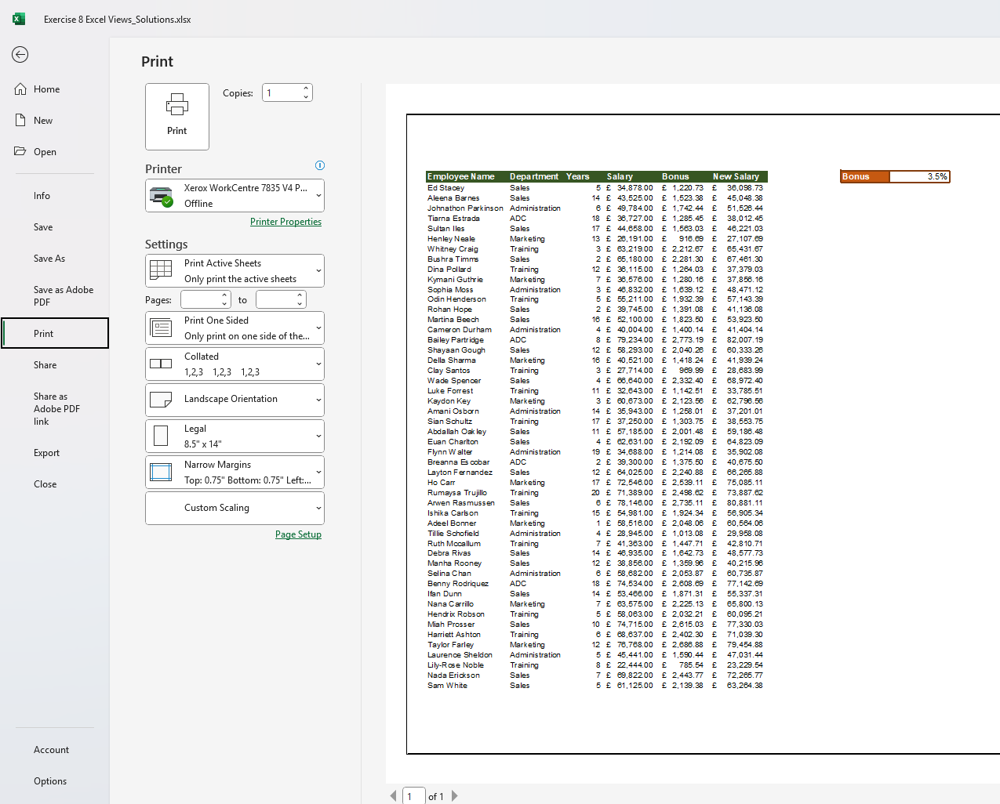 Exercise 8 Excel Views_Solutions.xlsx
Home
New
Open
Info
Save
Save As
Save as Adobe
PDF
Print
Share
Share as
Adobe PDF
link
Export
Close
Account
Options
Print
Print
Copies: 1
Printer
Xerox WorkCentre 7835 V4 P...
Offline
Printer Properties
Settings
Print Active Sheets
Only print the active sheets
Pages: to
Print One Sided
Only print on one side of the...
Collated
1,2,3 1,2,3 1,2,3
Landscape Orientation
Legal
8.5" x 14"
Narrow Margins
Top: 0.75" Bottom: 0.75" Left:...
Custom Scaling
Page Setup
Employee Name Department Years Salary Bonus New Salary
Bonus 3.5%
Ed Stacey Sales 5 £ 34,878.00 £ 1,220.73 £ 36,098.73
Aleena Barnes Sales 14 £ 43,525.00 £ 1,523.38 £ 45,048.38
Johnathon Parkinson Administration 6 £ 49,784.00 £ 1,742.44 £ 51,526.44
Tiarna Estrada ADC 18 £ 36,727.00 £ 1,285.45 £ 38,012.45
Sultan Iles Sales 17 £ 44,658.00 £ 1,563.03 £ 46,221.03
Henley Neale Marketing 13 £ 26,191.00 £ 916.69 £ 27,107.69
Whitney Craig Training 3 £ 63,219.00 £ 2,212.67 £ 65,431.67
Bushra Timms Sales 2 £ 65,180.00 £ 2,281.30 £ 67,461.30
Dina Pollard Training 12 £ 36,115.00 £ 1,264.03 £ 37,379.03
Kymani Guthrie Marketing 7 £ 36,576.00 £ 1,280.16 £ 37,856.16
Sophia Moss Administration 3 £ 46,832.00 £ 1,639.12 £ 48,471.12
Odin Henderson Training 5 £ 55,211.00 £ 1,932.39 £ 57,143.39
Rohan Hope Sales 2 £ 39,745.00 £ 1,391.08 £ 41,136.08
Martina Beech Sales 16 £ 52,100.00 £ 1,823.50 £ 53,923.50
Cameron Durham Administration 4 £ 40,004.00 £ 1,400.14 £ 41,404.14
Bailey Partridge ADC 8 £ 79,234.00 £ 2,773.19 £ 82,007.19
Shayaan Gough Sales 12 £ 58,293.00 £ 2,040.26 £ 60,333.26
Della Sharma Marketing 16 £ 40,521.00 £ 1,418.24 £ 41,939.24
Clay Santos Training 3 £ 27,714.00 £ 969.99 £ 28,683.99
Wade Spencer Sales 4 £ 66,640.00 £ 2,332.40 £ 68,972.40
Luke Forrest Training 11 £ 32,643.00 £ 1,142.51 £ 33,785.51
Kaydon Key Marketing 3 £ 60,673.00 £ 2,123.56 £ 62,796.56
Amani Osborn Administration 14 £ 35,943.00 £ 1,258.01 £ 37,201.01
Sian Schultz Training 17 £ 37,250.00 £ 1,303.75 £ 38,553.75
Abdallah Oakley Sales 11 £ 57,185.00 £ 2,001.48 £ 59,186.48
Euan Charlton Sales 4 £ 62,631.00 £ 2,192.09 £ 64,823.09
Flynn Walter Administration 19 £ 34,688.00 £ 1,214.08 £ 35,902.08
Breanna Escobar ADC 2 £ 39,300.00 £ 1,375.50 £ 40,675.50
Layton Fernandez Sales 12 £ 64,025.00 £ 2,240.88 £ 66,265.88
Ho Carr Marketing 17 £ 72,546.00 £ 2,539.11 £ 75,085.11
Rumaysa Trujillo Training 20 £ 71,389.00 £ 2,498.62 £ 73,887.62
Arwen Rasmussen Sales 6 £ 78,146.00 £ 2,735.11 £ 80,881.11
Ishika Carlson Training 15 £ 54,981.00 £ 1,924.34 £ 56,905.34
Adeel Bonner Marketing 1 £ 58,516.00 £ 2,048.06 £ 60,564.06
Tillie Schofield Administration 4 £ 28,945.00 £ 1,013.08 £ 29,958.08
Ruth Mccallum Training 7 £ 41,363.00 £ 1,447.71 £ 42,810.71
Debra Rivas Sales 14 £ 46,935.00 £ 1,642.73 £ 48,577.73
Manha Rooney Sales 12 £ 38,856.00 £ 1,359.96 £ 40,215.96
Selina Chan Administration 6 £ 58,682.00 £ 2,053.87 £ 60,735.87
Benny Rodriquez ADC 18 £ 74,534.00 £ 2,608.69 £ 77,142.69
Ifan Dunn Sales 14 £ 53,466.00 £ 1,871.31 £ 55,337.31
Nana Carrillo Marketing 7 £ 63,575.00 £ 2,225.13 £ 65,800.13
Hendrix Robson Training 5 £ 58,063.00 £ 2,032.21 £ 60,095.21
Miah Prosser Sales 10 £ 74,715.00 £ 2,615.03 £ 77,330.03
Harriett Ashton Training 6 £ 68,637.00 £ 2,402.30 £ 71,039.30
Taylor Farley Marketing 12 £ 76,768.00 £ 2,686.88 £ 79,454.88
Laurence Sheldon Administration 5 £ 45,441.00 £ 1,590.44 £ 47,031.44
Lily-Rose Noble Training 8 £ 22,444.00 £ 785.54 £ 23,229.54
Nada Erickson Sales 7 £ 69,822.00 £ 2,443.77 £ 72,265.77
Sam White Sales 5 £ 61,125.00 £ 2,139.38 £ 63,264.38
1 of 1